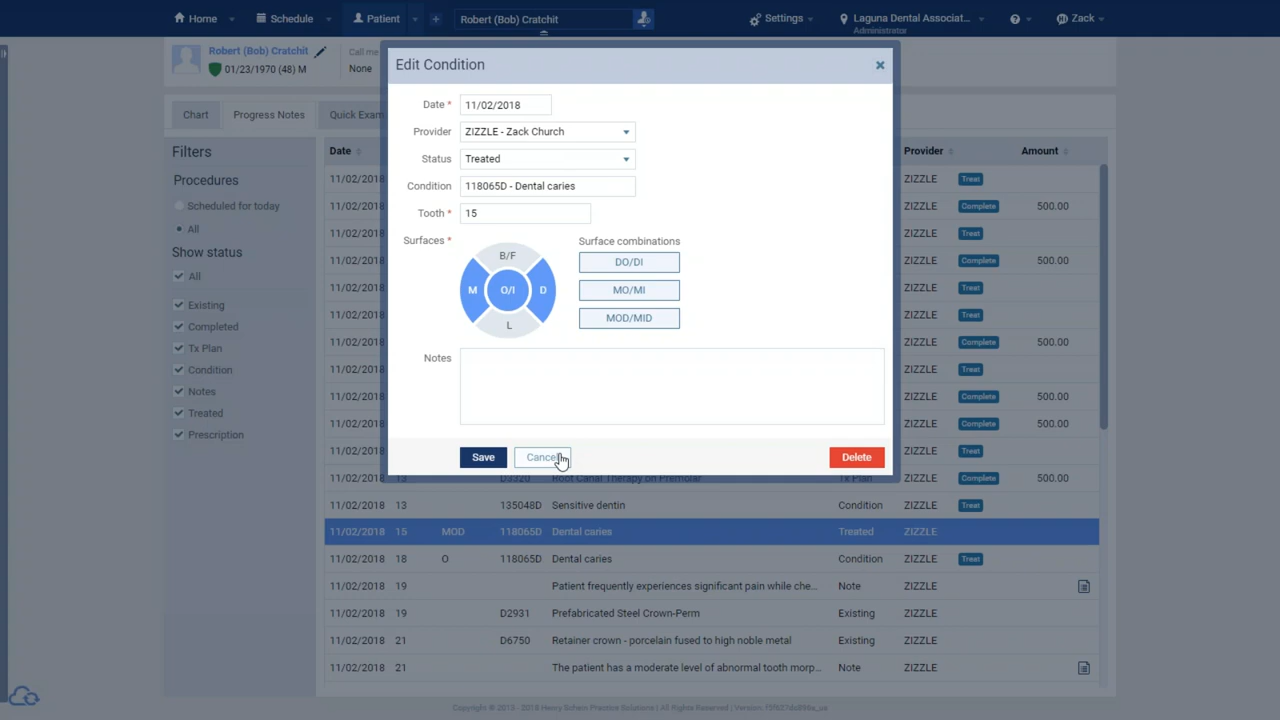 Home Schedule Patient + Robert (Bob) Cratchit Settings Laguna Dental Associat... ? Zack
Administrator
Robert (Bob) Cratchit Call me
01/23/1970 (48) M None
Edit Condition ×
Chart Progress Notes Quick Exam
Date * 11/02/2018
Provider ZIZZLE - Zack Church
Status Treated
Condition 118065D - Dental caries
Tooth * 15
Surfaces * B/F M O/I D L
Surface combinations
DO/DI
MO/MI
MOD/MID
Notes
Save Cancel Delete
Filters
Procedures
Scheduled for today
All
Show status
All
Existing
Completed
Tx Plan
Condition
Notes
Treated
Prescription
Date Provider Amount
11/02/2018 ZIZZLE Treat
11/02/2018 ZIZZLE Complete 500.00
11/02/2018 ZIZZLE Treat
11/02/2018 ZIZZLE Complete 500.00
11/02/2018 ZIZZLE Treat
11/02/2018 ZIZZLE Treat
11/02/2018 ZIZZLE Complete 500.00
11/02/2018 ZIZZLE Treat
11/02/2018 ZIZZLE Complete 500.00
11/02/2018 ZIZZLE Complete 500.00
11/02/2018 ZIZZLE Treat
11/02/2018 13 D3320 Root Canal Therapy on Premolar Tx Plan ZIZZLE Complete 500.00
11/02/2018 13 135048D Sensitive dentin Condition ZIZZLE Treat
11/02/2018 15 MOD 118065D Dental caries Treated ZIZZLE
11/02/2018 18 O 118065D Dental caries Condition ZIZZLE Treat
11/02/2018 19 Patient frequently experiences significant pain while che... Note ZIZZLE
11/02/2018 19 D2931 Prefabricated Steel Crown-Perm Existing ZIZZLE
11/02/2018 21 D6750 Retainer crown - porcelain fused to high noble metal Existing ZIZZLE
11/02/2018 21 The patient has a moderate level of abnormal tooth morp... Note ZIZZLE
Copyright © 2013 - 2018 Henry Schein Practice Solutions | All Rights Reserved | Version: